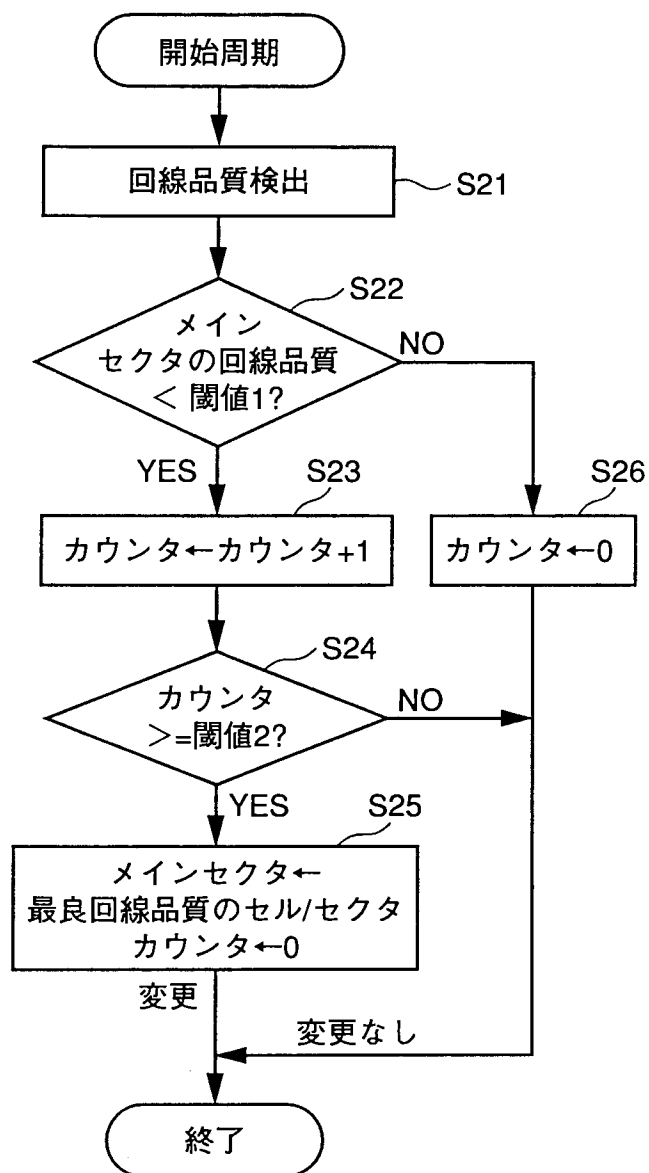 開始周期
回線品質検出
S21
S22
メイン
セクタの回線品質
< 閾値1?
NO
YES
S23
S26
カウンタ←カウンタ+1
カウンタ←0
S24
カウンタ
>=閾値2?
NO
YES
S25
メインセクタ←
最良回線品質のセル/セクタ
カウンタ←0
変更
変更なし
終了